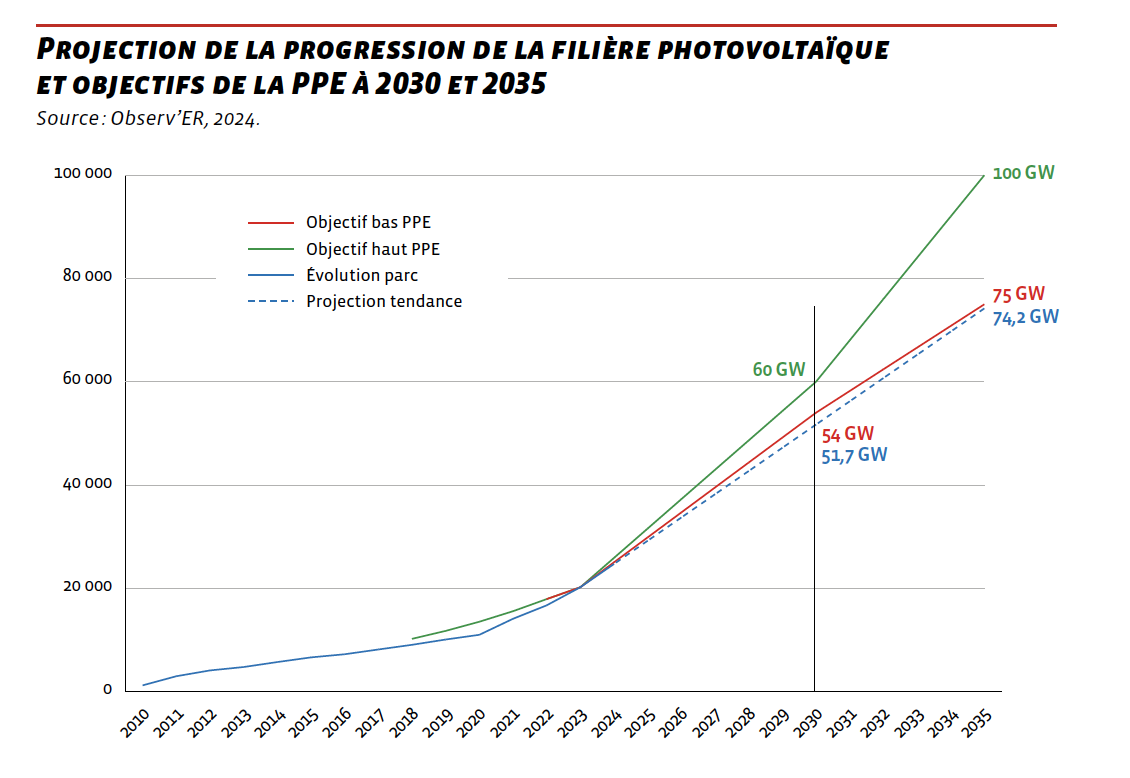 PROJECTION DE LA PROGRESSION DE LA FILIÈRE PHOTOVOLTAÏQUE
ET OBJECTIFS DE LA PPE À 2030 ET 2035
Source : Observ'ER, 2024.
100 000
80 000
60 000
40 000
20 000
0
Objectif bas PPE
Objectif haut PPE
Évolution parc
Projection tendance
100 GW
75 GW
74,2 GW
60 GW
54 GW
51,7 GW
2010
2011
2012
2013
2014
2015
2016
2017
2018
2019
2020
2021
2022
2023
2024
2025
2026
2027
2028
2029
2030
2031
2032
2033
2034
2035